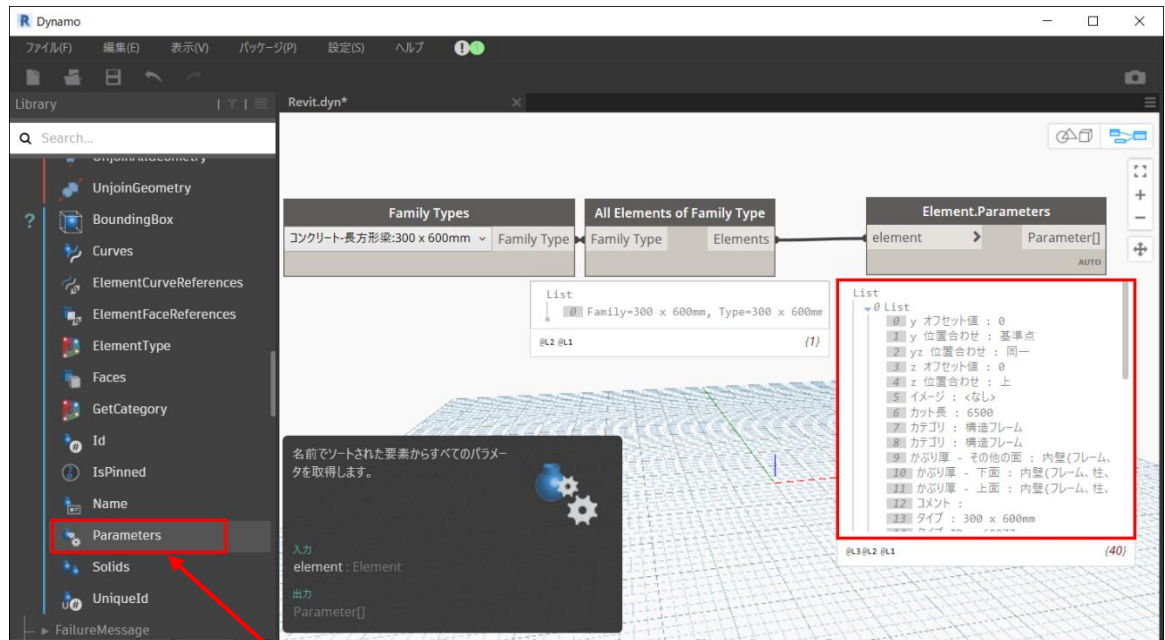 Dynamo
ファイル(F) 編集(E) 表示(V) パッケージ(P) 設定(S) ヘルプ
Library
Revit.dyn*
Search...
UnjoinAllGeometry
UnjoinGeometry
BoundingBox
Curves
ElementCurveReferences
ElementFaceReferences
ElementType
Faces
GetCategory
Id
IsPinned
Name
Parameters
Solids
UniqueId
FailureMessage
Family Types
コンクリート-長方形梁:300 x 600mm Family Type
All Elements of Family Type
Family Type Elements
List
0 Family=300 x 600mm, Type=300 x 600mm
@L2 @L1 {1}
Element.Parameters
element > Parameter[]
AUTO
List
0 List
0 y オフセット値 : 0
1 y 位置合わせ : 基準点
2 yz 位置合わせ : 同一
3 z オフセット値 : 0
4 z 位置合わせ : 上
5 イメージ : <なし>
6 カット長 : 6500
7 カテゴリ : 構造フレーム
8 カテゴリ : 構造フレーム
9 かぶり厚 - その他の面 : 内壁(フレーム、
10 かぶり厚 - 下面 : 内壁(フレーム、柱、
11 かぶり厚 - 上面 : 内壁(フレーム、柱、
12 コメント :
13 タイプ : 300 x 600mm
@L3 @L2 @L1 {40}
名前でソートされた要素からすべてのパラメー
タを取得します。
入力
element : Element
出力
Parameter[]